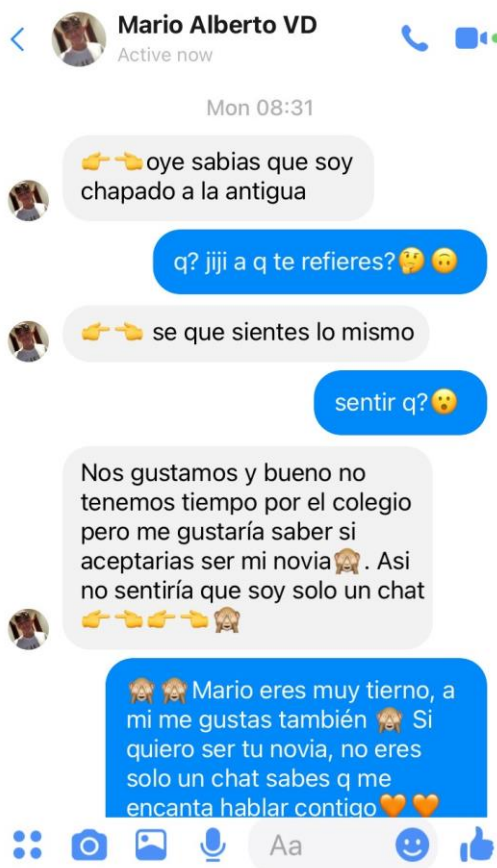 Mario Alberto VD
Active now
Mon 08:31
👉👈oye sabias que soy
chapado a la antigua
q? jiji a q te refieres?🤔🙃
👉👈 se que sientes lo mismo
sentir q?😮
Nos gustamos y bueno no
tenemos tiempo por el colegio
pero me gustaría saber si
aceptarias ser mi novia🙈. Asi
no sentiría que soy solo un chat
👉👈👉👈🙈
🙈🙈Mario eres muy tierno, a
mi me gustas también 🙈 Si
quiero ser tu novia, no eres
solo un chat sabes q me
encanta hablar contigo🧡🧡
Aa